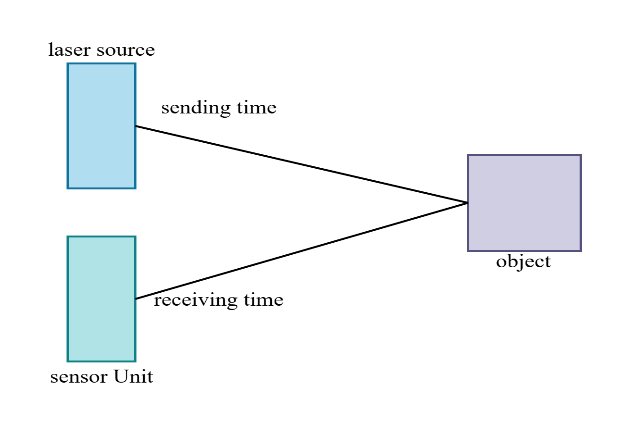 laser source
sending time
object
receiving time
sensor Unit